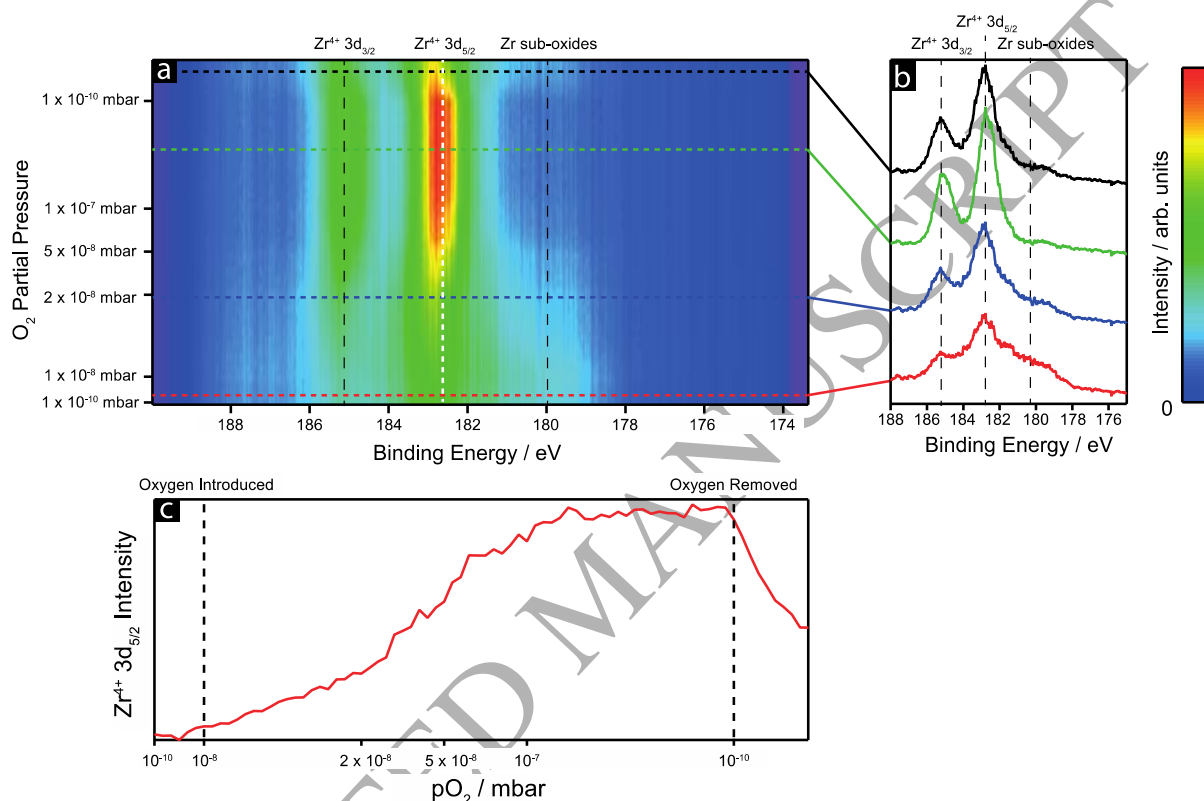 Zr⁴⁺ 3d₃/₂
Zr⁴⁺ 3d₅/₂
Zr sub-oxides
a
O₂ Partial Pressure
1 x 10⁻¹⁰ mbar
1 x 10⁻⁷ mbar
5 x 10⁻⁸ mbar
2 x 10⁻⁸ mbar
1 x 10⁻⁸ mbar
1 x 10⁻¹⁰ mbar
188 186 184 182 180 178 176 174
Binding Energy / eV
Zr⁴⁺ 3d₅/₂
Zr⁴⁺ 3d₃/₂
Zr sub-oxides
b
188 186 184 182 180 178 176
Binding Energy / eV
Intensity / arb. units
0
Oxygen Introduced
Oxygen Removed
c
Zr⁴⁺ 3d₅/₂ Intensity
10⁻¹⁰ 10⁻⁸ 2 x 10⁻⁸ 5 x 10⁻⁸ 10⁻⁷ 10⁻¹⁰
pO₂ / mbar
TED MANUSCRIPT